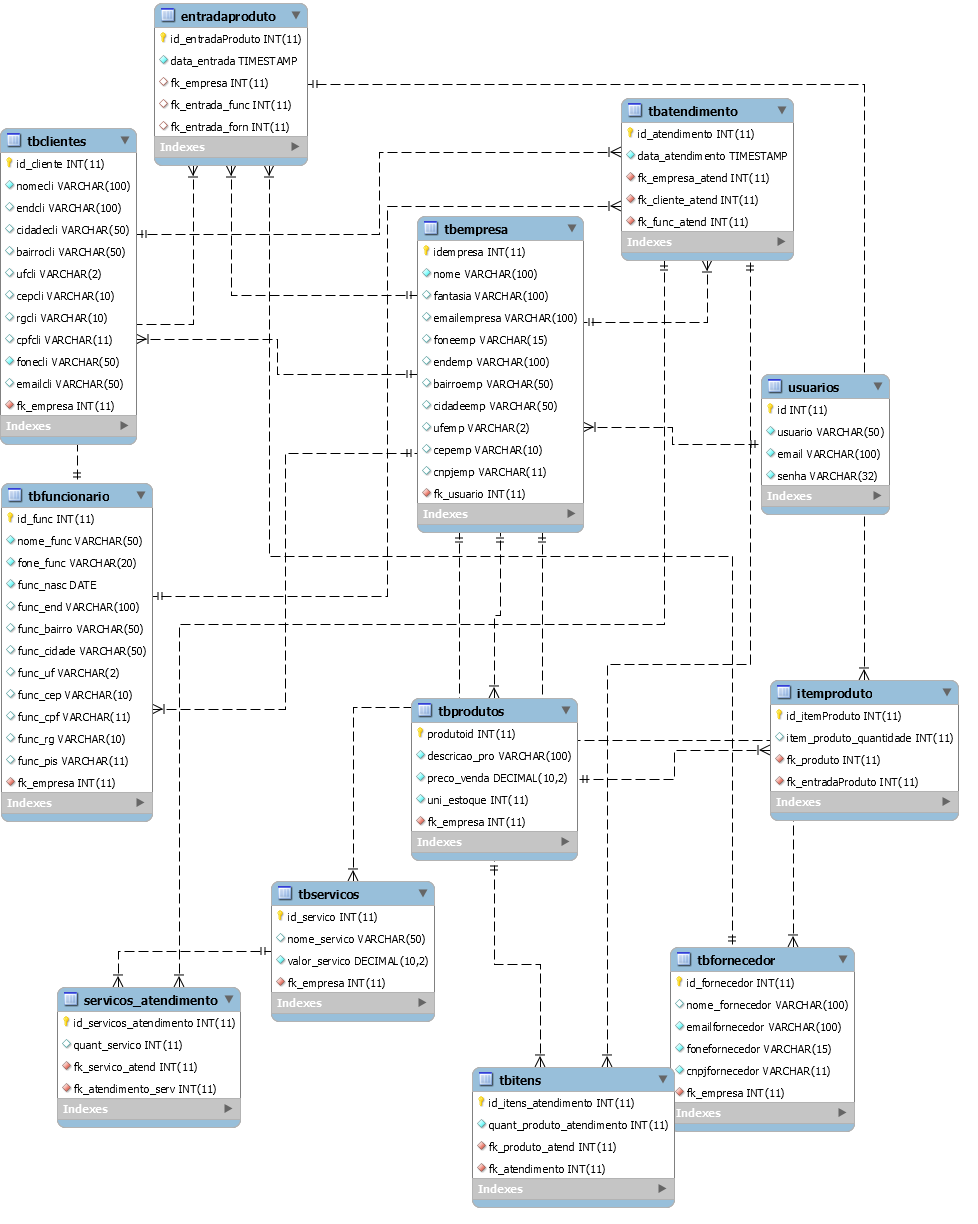 entradaproduto
id_entradaProduto INT(11)
data_entrada TIMESTAMP
fk_empresa INT(11)
fk_entrada_func INT(11)
fk_entrada_forn INT(11)
Indexes
tbatendimento
id_atendimento INT(11)
data_atendimento TIMESTAMP
fk_empresa_atend INT(11)
fk_cliente_atend INT(11)
fk_func_atend INT(11)
Indexes
tbclientes
id_cliente INT(11)
nomecli VARCHAR(100)
endcli VARCHAR(100)
cidadecli VARCHAR(50)
bairrocli VARCHAR(50)
ufcli VARCHAR(2)
cepcli VARCHAR(10)
rgcli VARCHAR(10)
cpfcli VARCHAR(11)
fonecli VARCHAR(50)
emailcli VARCHAR(50)
fk_empresa INT(11)
Indexes
tbempresa
idempresa INT(11)
nome VARCHAR(100)
fantasia VARCHAR(100)
emailempresa VARCHAR(100)
foneemp VARCHAR(15)
endemp VARCHAR(100)
bairroemp VARCHAR(50)
cidadeemp VARCHAR(50)
ufemp VARCHAR(2)
cepemp VARCHAR(10)
cnpjemp VARCHAR(11)
fk_usuario INT(11)
Indexes
usuarios
id INT(11)
usuario VARCHAR(50)
email VARCHAR(100)
senha VARCHAR(32)
Indexes
tbfuncionario
id_func INT(11)
nome_func VARCHAR(50)
fone_func VARCHAR(20)
func_nasc DATE
func_end VARCHAR(100)
func_bairro VARCHAR(50)
func_cidade VARCHAR(50)
func_uf VARCHAR(2)
func_cep VARCHAR(10)
func_cpf VARCHAR(11)
func_rg VARCHAR(10)
func_pis VARCHAR(11)
fk_empresa INT(11)
Indexes
tbprodutos
produtoid INT(11)
descricao_pro VARCHAR(100)
preco_venda DECIMAL(10,2)
uni_estoque INT(11)
fk_empresa INT(11)
Indexes
itemproduto
id_itemProduto INT(11)
item_produto_quantidade INT(11)
fk_produto INT(11)
fk_entradaProduto INT(11)
Indexes
tbservicos
id_servico INT(11)
nome_servico VARCHAR(50)
valor_servico DECIMAL(10,2)
fk_empresa INT(11)
Indexes
servicos_atendimento
id_servicos_atendimento INT(11)
quant_servico INT(11)
fk_servico_atend INT(11)
fk_atendimento_serv INT(11)
Indexes
tbfornecedor
id_fornecedor INT(11)
nome_fornecedor VARCHAR(100)
emailfornecedor VARCHAR(100)
fonefornecedor VARCHAR(15)
cnpjfornecedor VARCHAR(11)
fk_empresa INT(11)
Indexes
tbitens
id_itens_atendimento INT(11)
quant_produto_atendimento INT(11)
fk_produto_atend INT(11)
fk_atendimento INT(11)
Indexes